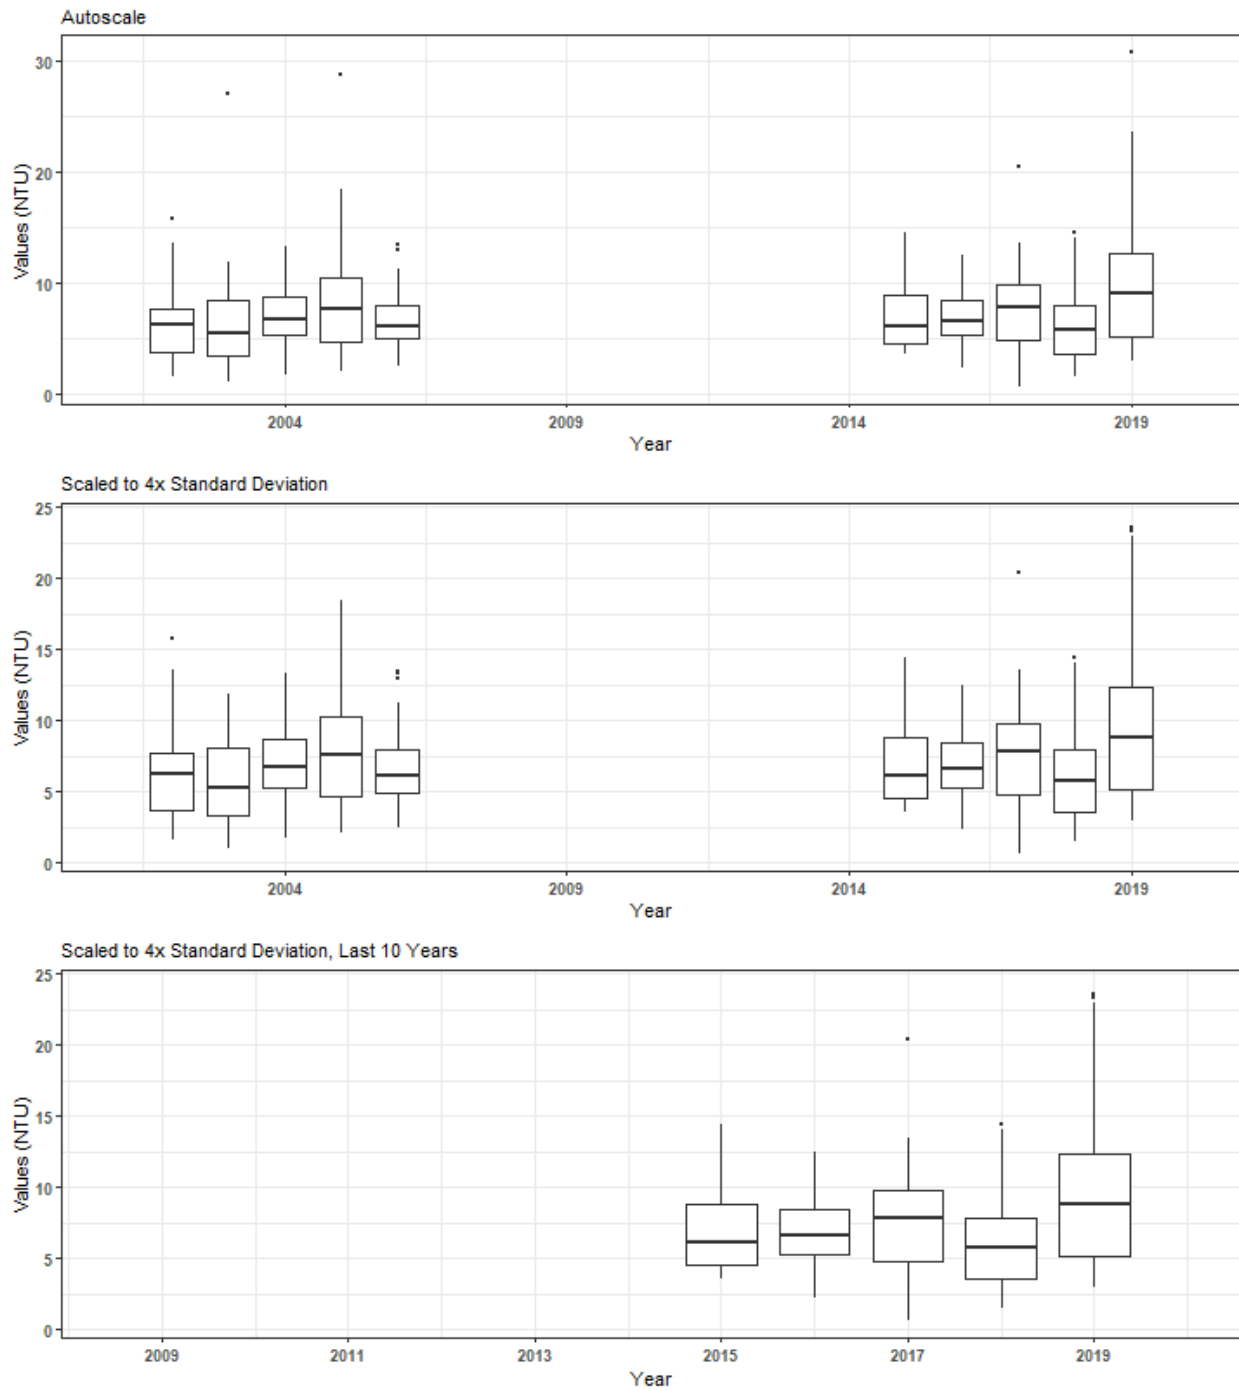 Autoscale
30
20
10
0
Values (NTU)
2004 2009 2014 2019
Year
Scaled to 4x Standard Deviation
25
20
15
10
5
0
Values (NTU)
2004 2009 2014 2019
Year
Scaled to 4x Standard Deviation, Last 10 Years
25
20
15
10
5
0
Values (NTU)
2009 2011 2013 2015 2017 2019
Year